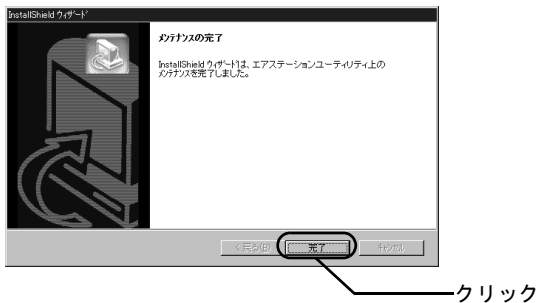 InstallShield ウィザード
メンテナンスの完了
InstallShield ウィザードは、エアステーションユーティリティ上の
メンテナンスを完了しました。
< 戻る(B)
完了
キャンセル
クリック